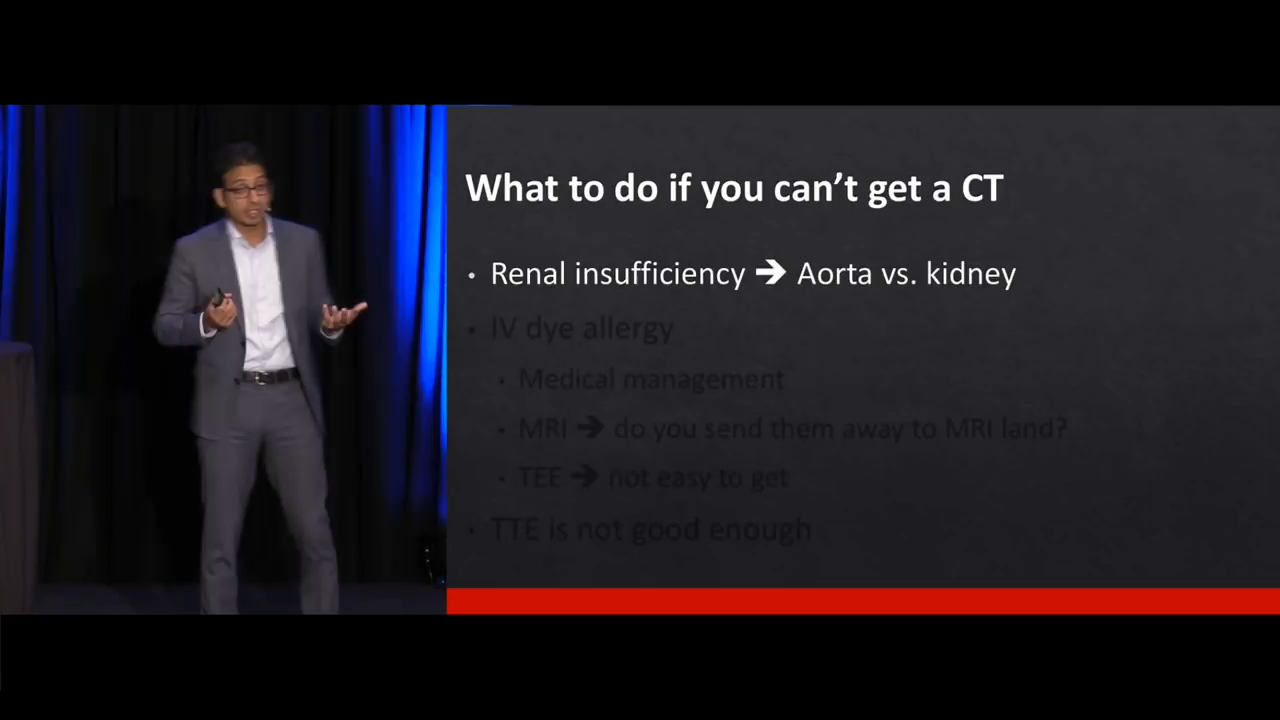 What to do if you can’t get a CT
• Renal insufficiency ➔ Aorta vs. kidney
• IV dye allergy
• Medical management
• MRI ➔ do you send them away to MRI land?
• TEE ➔ not easy to get
• TTE is not good enough